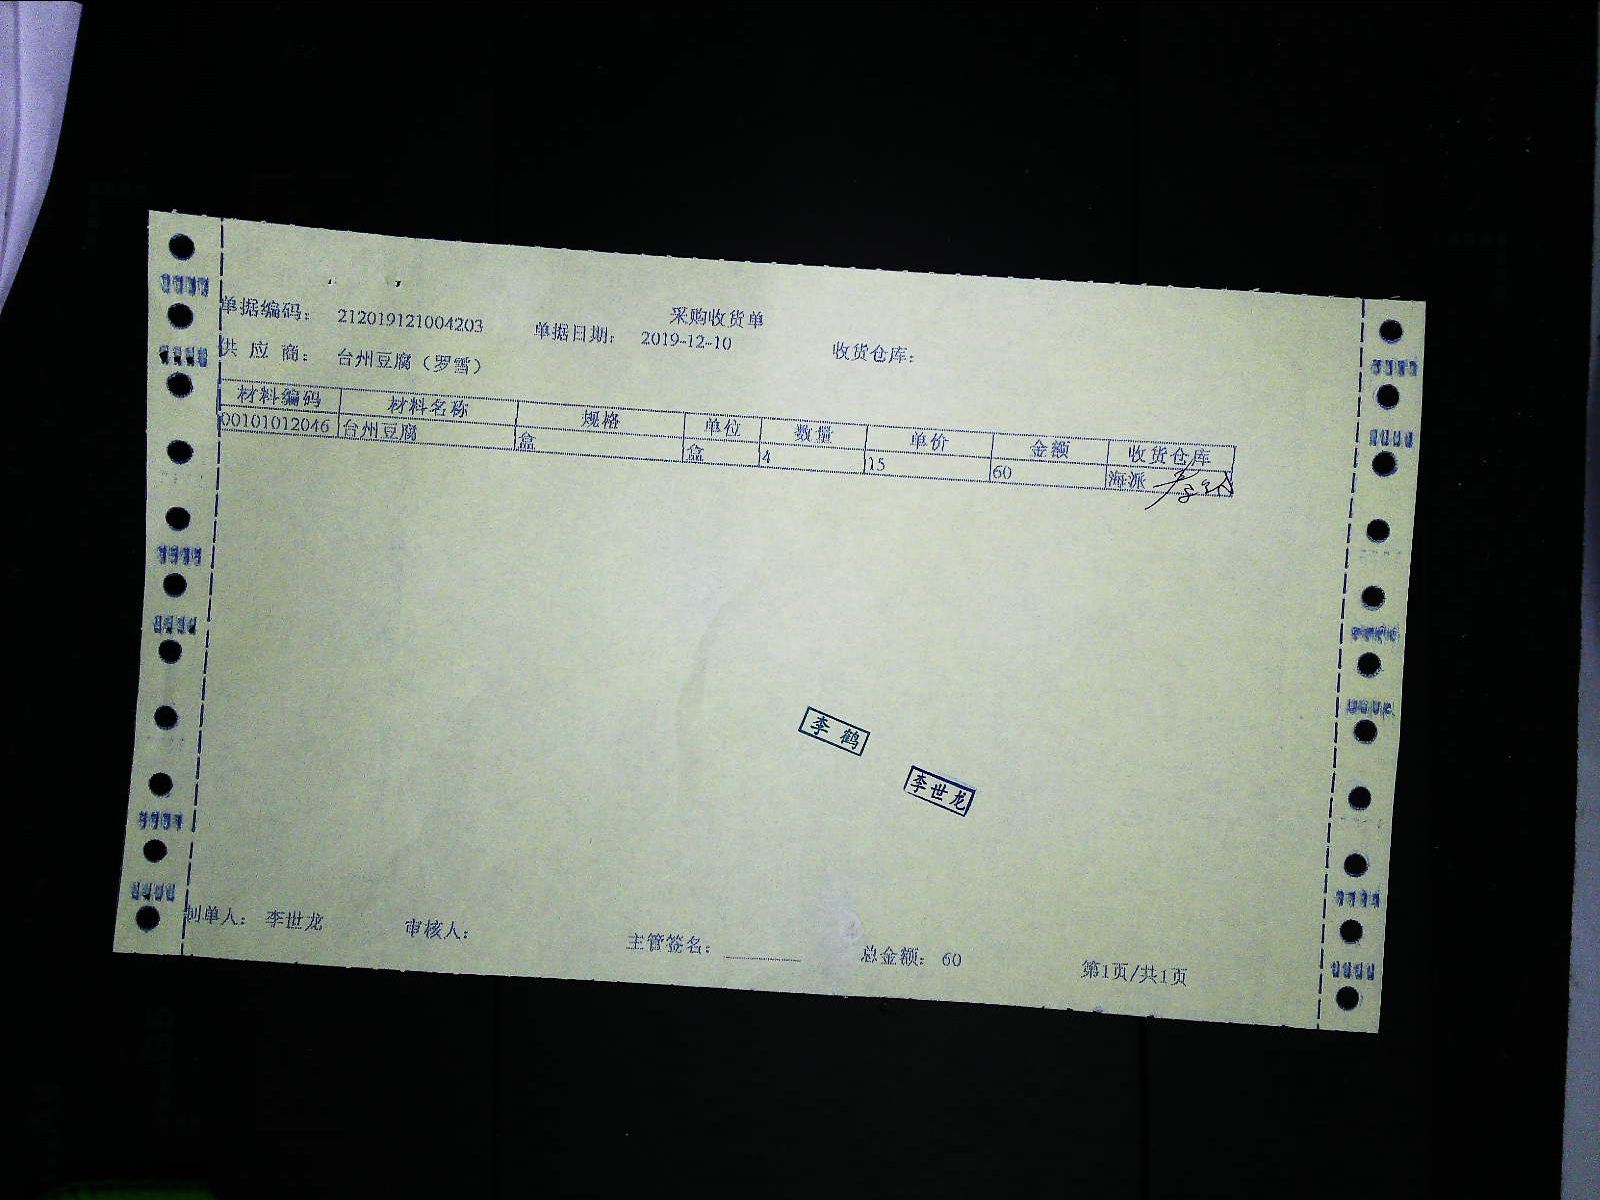 采购收货单
单据编码： 212019121004203 单据日期： 2019-12-10 收货仓库：
供 应 商： 台州豆腐（罗雪）
材料编码 材料名称 规格 单位 数量 单价 金额 收货仓库
00101012046 台州豆腐 盒 盒 4 15 60 海派
李 鹤
李世龙
制单人： 李世龙 审核人： 主管签名： 总金额： 60 第1页/共1页